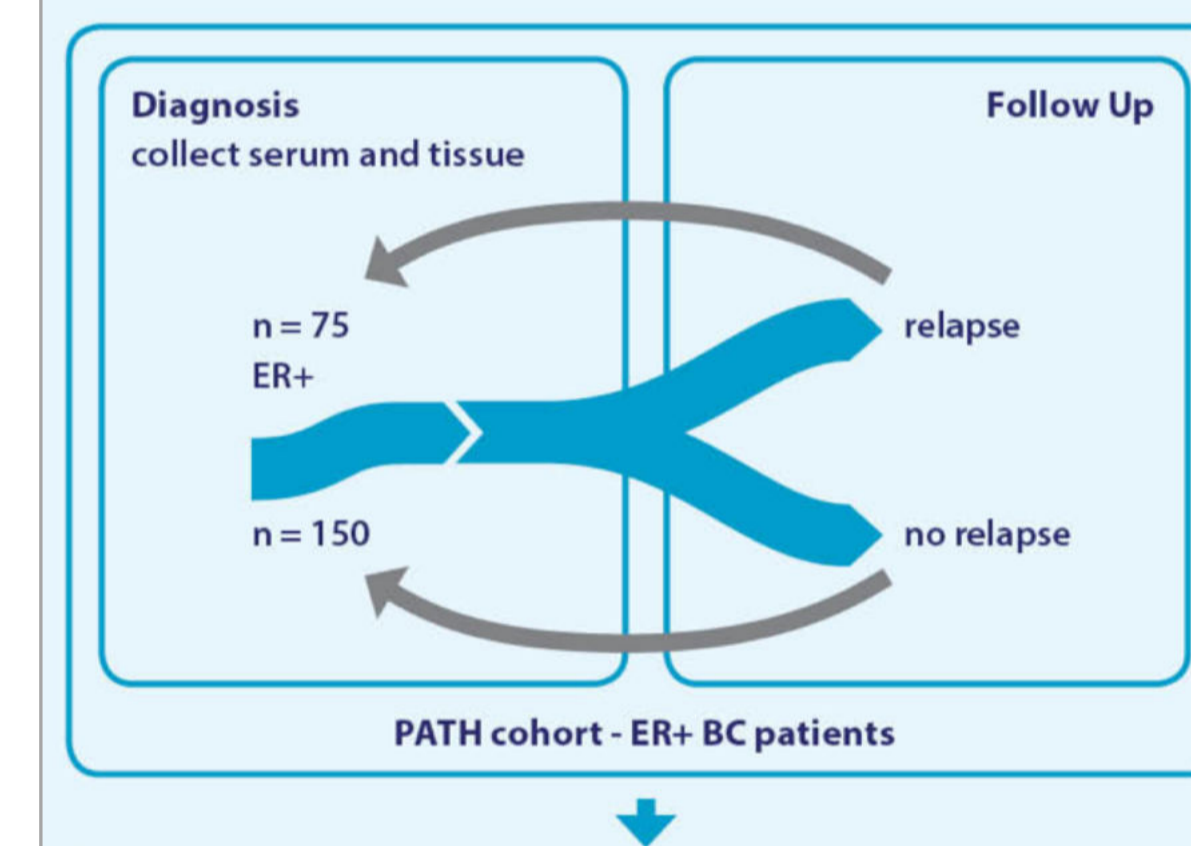 Diagnosis
collect serum and tissue
Follow Up
n = 75
ER+
relapse
n = 150
no relapse
PATH cohort - ER+ BC patients